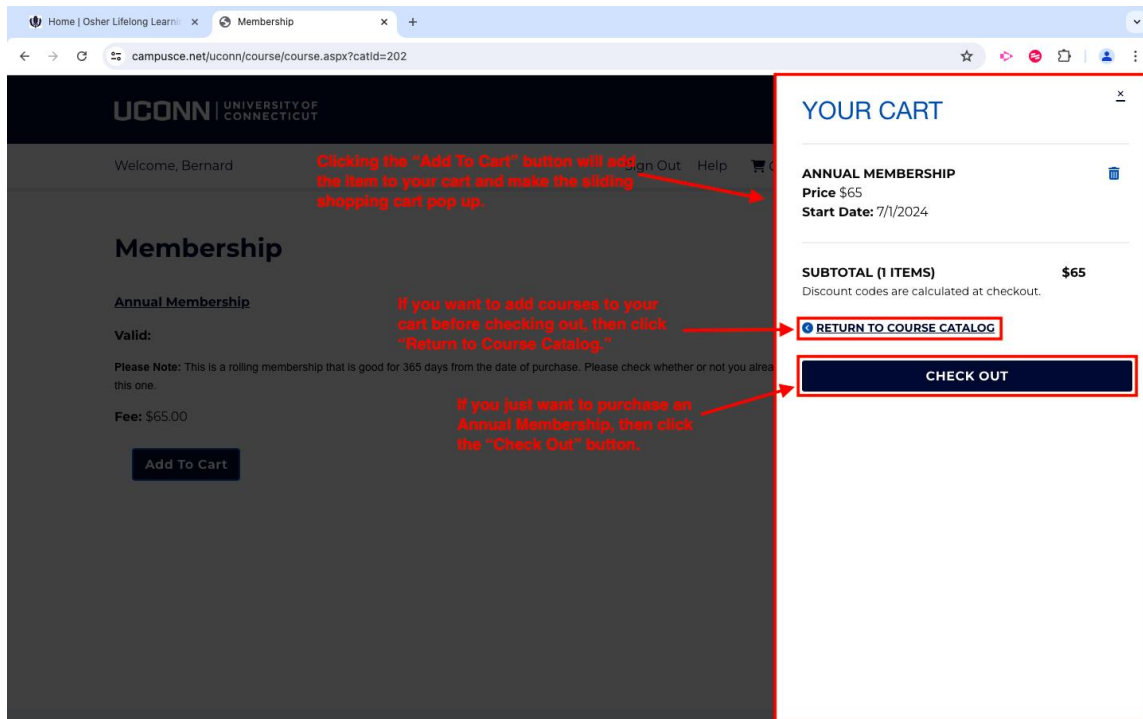 Home | Osher Lifelong Learni
Membership
campusce.net/uconn/course/course.aspx?catId=202
UCONN | UNIVERSITY OF
CONNECTICUT
Welcome, Bernard
Sign Out Help
Clicking the "Add To Cart" button will add
the item to your cart and make the sliding
shopping cart pop up.
Membership
Annual Membership
If you want to add courses to your
cart before checking out, then click
"Return to Course Catalog."
Valid:
Please Note: This is a rolling membership that is good for 365 days from the date of purchase. Please check whether or not you alrea
this one.
Fee: $65.00
If you just want to purchase an
Annual Membership, then click
the "Check Out" button.
Add To Cart
YOUR CART
ANNUAL MEMBERSHIP
Price $65
Start Date: 7/1/2024
SUBTOTAL (1 ITEMS) $65
Discount codes are calculated at checkout.
RETURN TO COURSE CATALOG
CHECK OUT